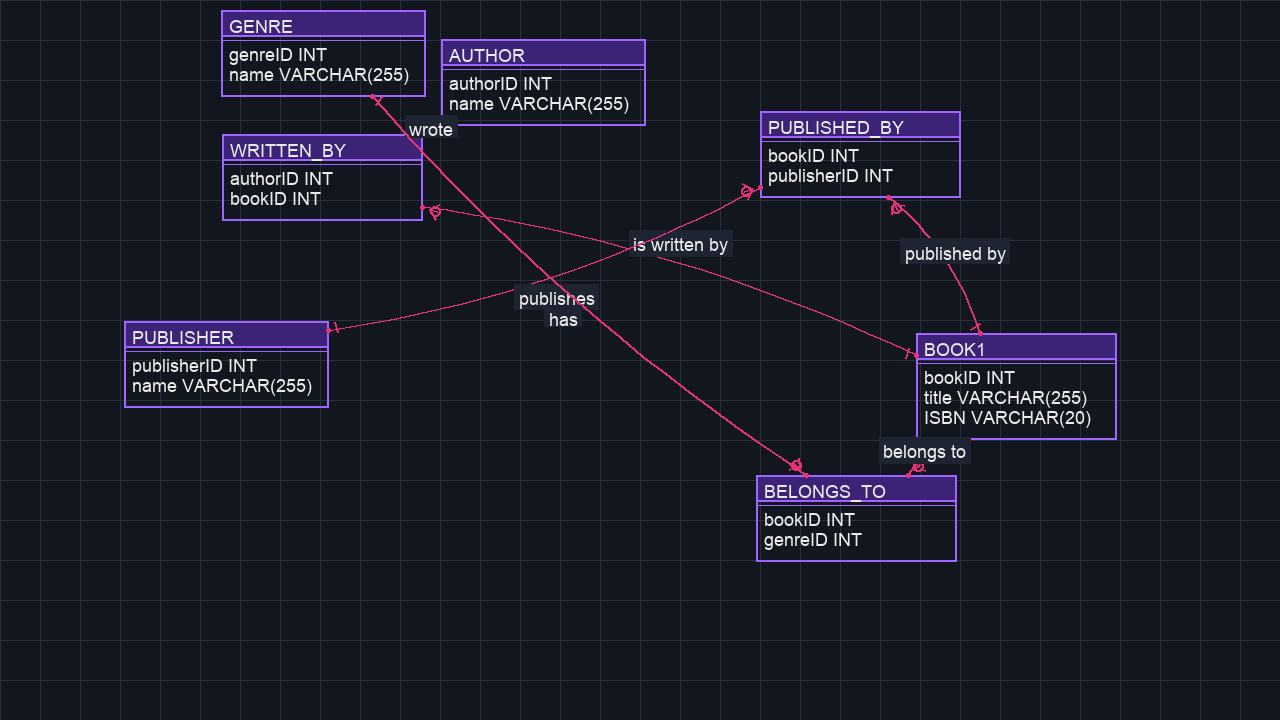 GENRE
genreID INT
name VARCHAR(255)
AUTHOR
authorID INT
name VARCHAR(255)
wrote
WRITTEN_BY
authorID INT
bookID INT
PUBLISHED_BY
bookID INT
publisherID INT
is written by
published by
publishes
has
PUBLISHER
publisherID INT
name VARCHAR(255)
BOOK1
bookID INT
title VARCHAR(255)
ISBN VARCHAR(20)
belongs to
BELONGS_TO
bookID INT
genreID INT